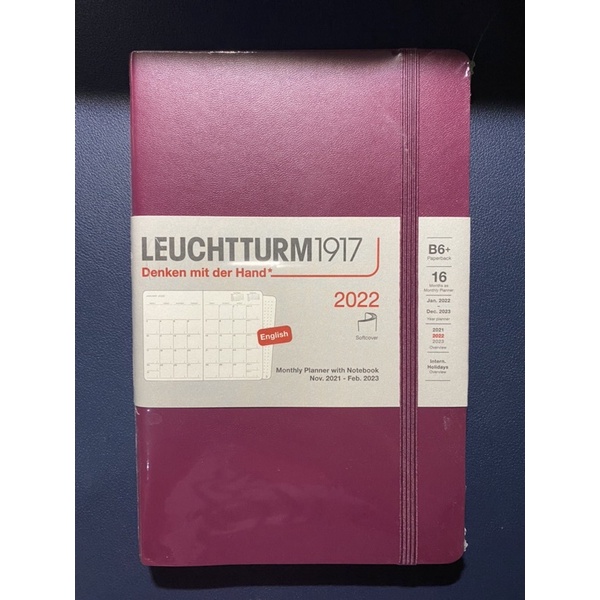 LEUCHTTURM1917
Denken mit der Hand*
2022
Softcover
English
Monthly Planner with Notebook
Nov. 2021 - Feb. 2023
B6+
Paperback
16
Months as
Monthly Planner
Jan. 2022
–
Dec. 2023
Year planner
2021
2022
2023
Overview
Intern.
Holidays
Overview